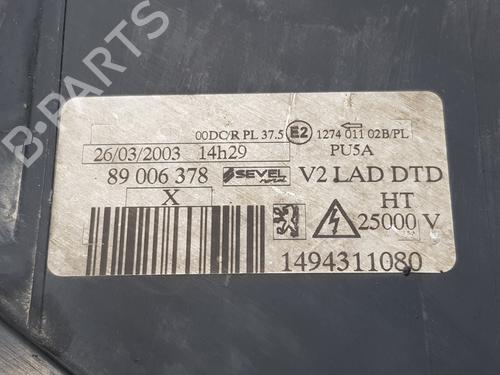 00DC/R PL 37.5 E2 1274 011 02B/PL
26/03/2003 14h29 PU5A
89 006 378 SEVEL V2 LAD DTD
X HT
25000 V
1494311080
B-PARTS